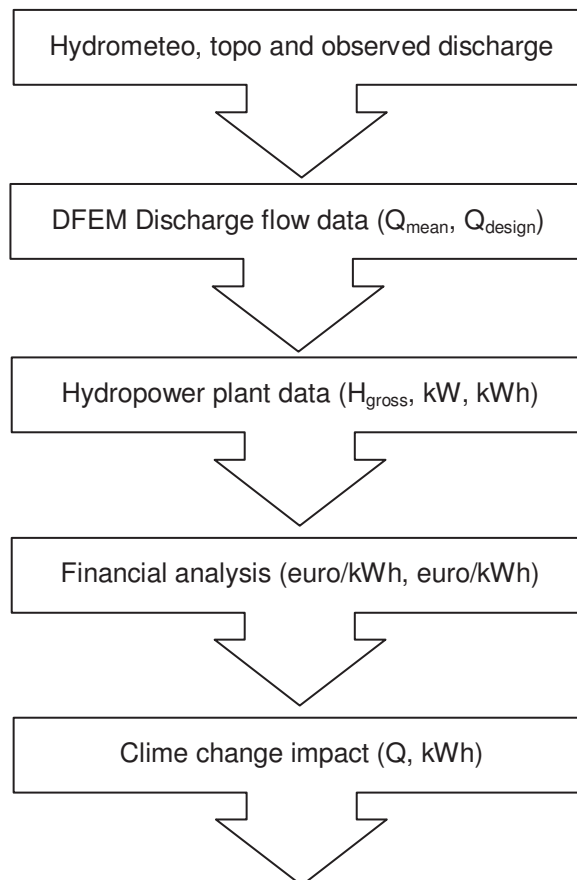 Hydrometeo, topo and observed discharge
DFEM Discharge flow data (Qmean, Qdesign)
Hydropower plant data (Hgross, kW, kWh)
Financial analysis (euro/kWh, euro/kWh)
Clime change impact (Q, kWh)